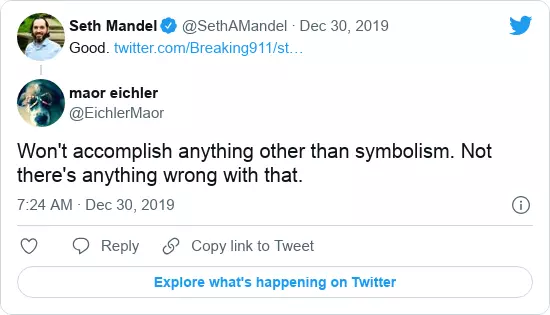 Seth Mandel @SethAMandel · Dec 30, 2019
Good. twitter.com/Breaking911/st…
maor eichler
@EichlerMaor
Won't accomplish anything other than symbolism. Not
there's anything wrong with that.
7:24 AM · Dec 30, 2019
Reply Copy link to Tweet
Explore what's happening on Twitter